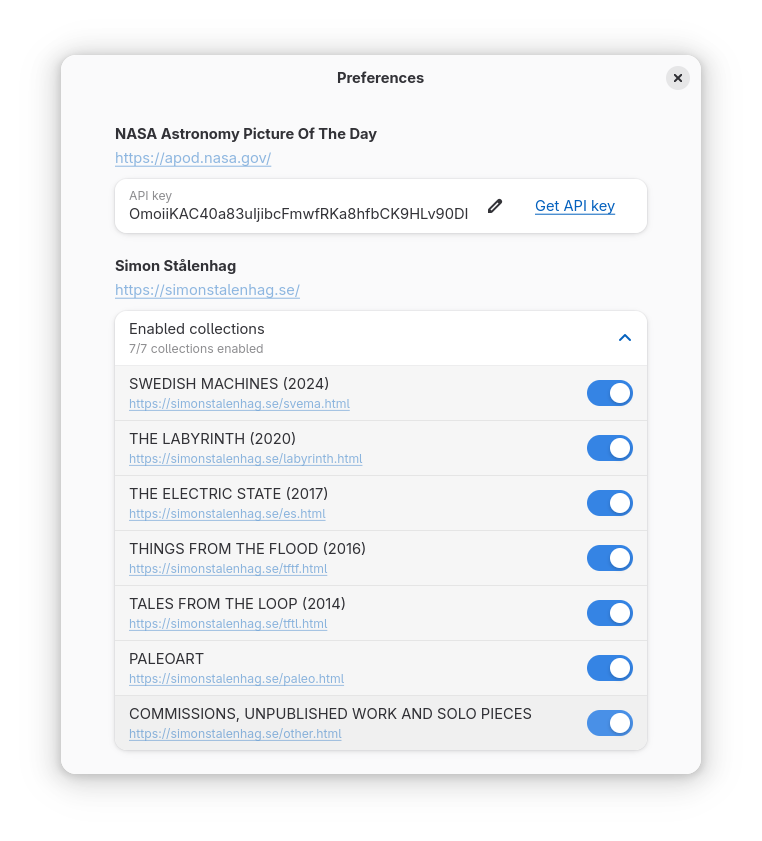 Preferences
NASA Astronomy Picture Of The Day
https://apod.nasa.gov/
API key
OmoiiKAC40a83uIjibcFmwfRKa8hfbCK9HLv90DI
Get API key
Simon Stålenhag
https://simonstalenhag.se/
Enabled collections
7/7 collections enabled
SWEDISH MACHINES (2024)
https://simonstalenhag.se/svema.html
THE LABYRINTH (2020)
https://simonstalenhag.se/labyrinth.html
THE ELECTRIC STATE (2017)
https://simonstalenhag.se/es.html
THINGS FROM THE FLOOD (2016)
https://simonstalenhag.se/tftf.html
TALES FROM THE LOOP (2014)
https://simonstalenhag.se/tftl.html
PALEOART
https://simonstalenhag.se/paleo.html
COMMISSIONS, UNPUBLISHED WORK AND SOLO PIECES
https://simonstalenhag.se/other.html